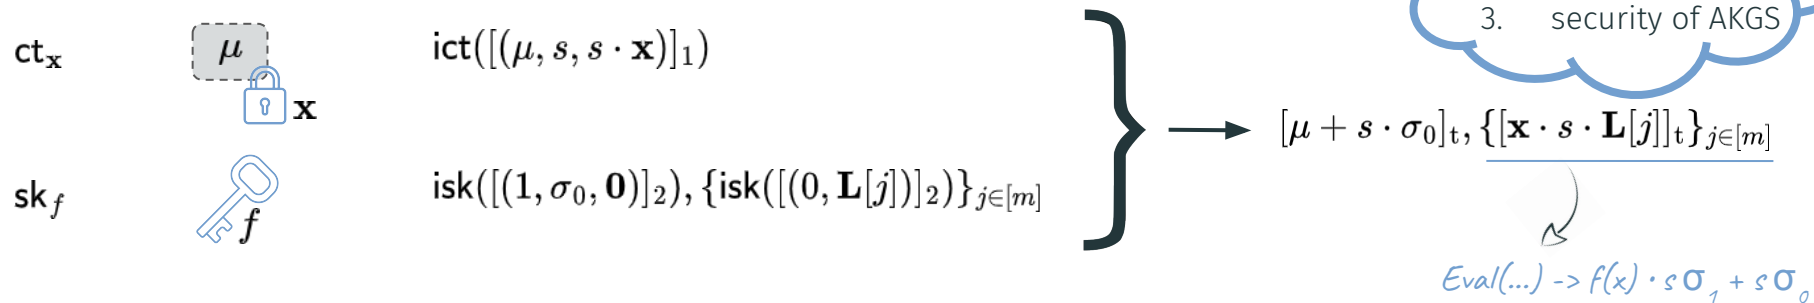 3. security of AKGS
ct_x μ x ict([(μ, s, s · x)]_1)
[μ + s · σ_0]_t, {[x · s · L[j]]_t}_{j∈[m]}
sk_f f isk([(1, σ_0, 0)]_2), {isk([(0, L[j])]_2)}_{j∈[m]}
Eval(...) -> f(x) · s σ_1 + s σ_0